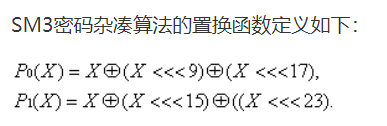 SM3密码杂凑算法的置换函数定义如下：
P₀(X) = X⊕(X <<<9)⊕(X <<<17),
P₁(X) = X⊕(X <<<15)⊕((X <<<23).